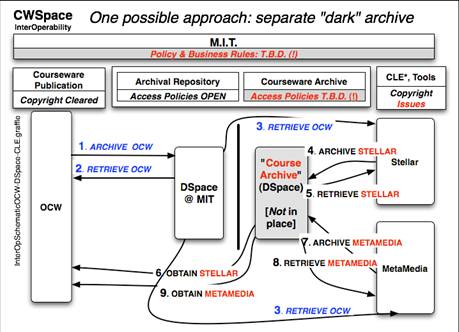 CWSpace
InterOperability
One possible approach: separate "dark" archive
M.I.T.
Policy & Business Rules: T.B.D. (!)
Courseware
Publication
Copyright Cleared
Archival Repository
Access Policies OPEN
Courseware Archive
Access Policies T.B.D. (!)
CLE*, Tools
Copyright
Issues
1. ARCHIVE OCW
2. RETRIEVE OCW
3. RETRIEVE OCW
4. ARCHIVE STELLAR
5. RETRIEVE STELLAR
Stellar
OCW
DSpace
@ MIT
"Course
Archive"
(DSpace)
[Not in
place]
7. ARCHIVE METAMEDIA
8. RETRIEVE METAMEDIA
MetaMedia
6. OBTAIN STELLAR
9. OBTAIN METAMEDIA
3. RETRIEVE OCW
InterOpSchematicOCW-DSpace-CLE.graffle